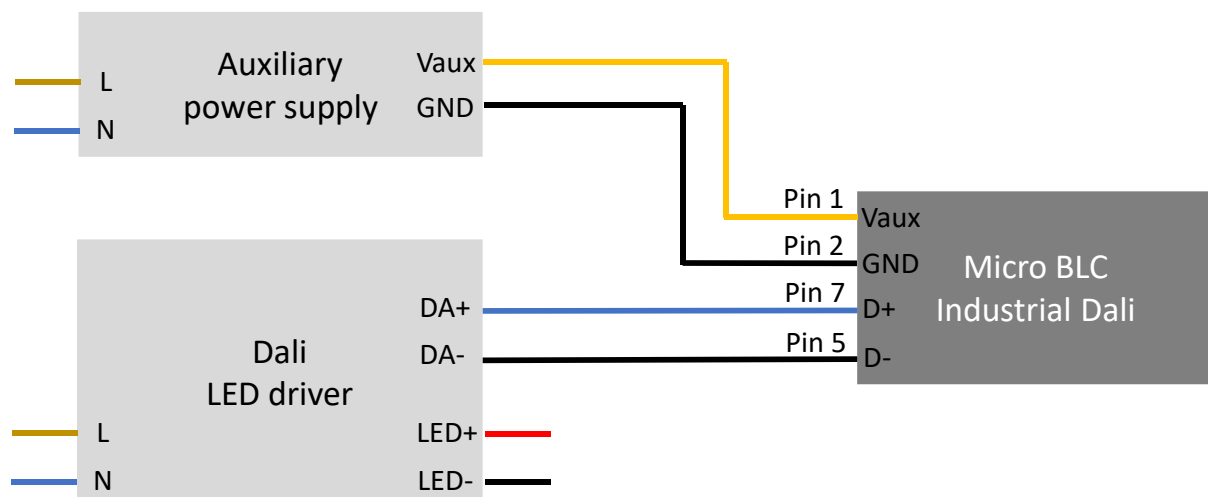 Auxiliary
power supply
L
N
Vaux
GND
Pin 1
Pin 2
Pin 7
Pin 5
Vaux
GND
D+
D-
Micro BLC
Industrial Dali
Dali
LED driver
DA+
DA-
L
N
LED+
LED-